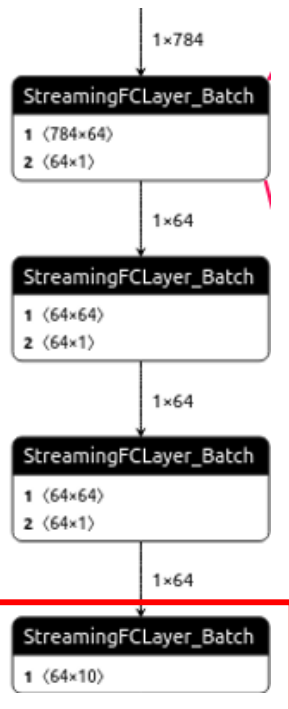 1×784
StreamingFCLayer_Batch
1 〈784×64〉
2 〈64×1〉
1×64
StreamingFCLayer_Batch
1 〈64×64〉
2 〈64×1〉
1×64
StreamingFCLayer_Batch
1 〈64×64〉
2 〈64×1〉
1×64
StreamingFCLayer_Batch
1 〈64×10〉